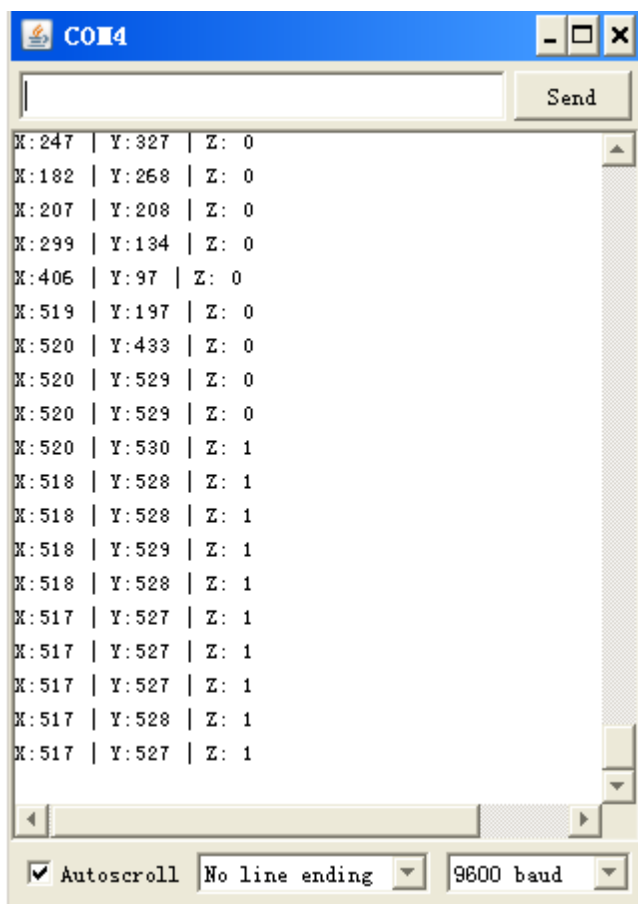 COM4
Send
X:247 | Y:327 | Z: 0
X:182 | Y:268 | Z: 0
X:207 | Y:208 | Z: 0
X:299 | Y:134 | Z: 0
X:406 | Y:97 | Z: 0
X:519 | Y:197 | Z: 0
X:520 | Y:433 | Z: 0
X:520 | Y:529 | Z: 0
X:520 | Y:529 | Z: 0
X:520 | Y:530 | Z: 1
X:518 | Y:528 | Z: 1
X:518 | Y:528 | Z: 1
X:518 | Y:529 | Z: 1
X:518 | Y:528 | Z: 1
X:517 | Y:527 | Z: 1
X:517 | Y:527 | Z: 1
X:517 | Y:527 | Z: 1
X:517 | Y:528 | Z: 1
X:517 | Y:527 | Z: 1
Autoscroll No line ending 9600 baud